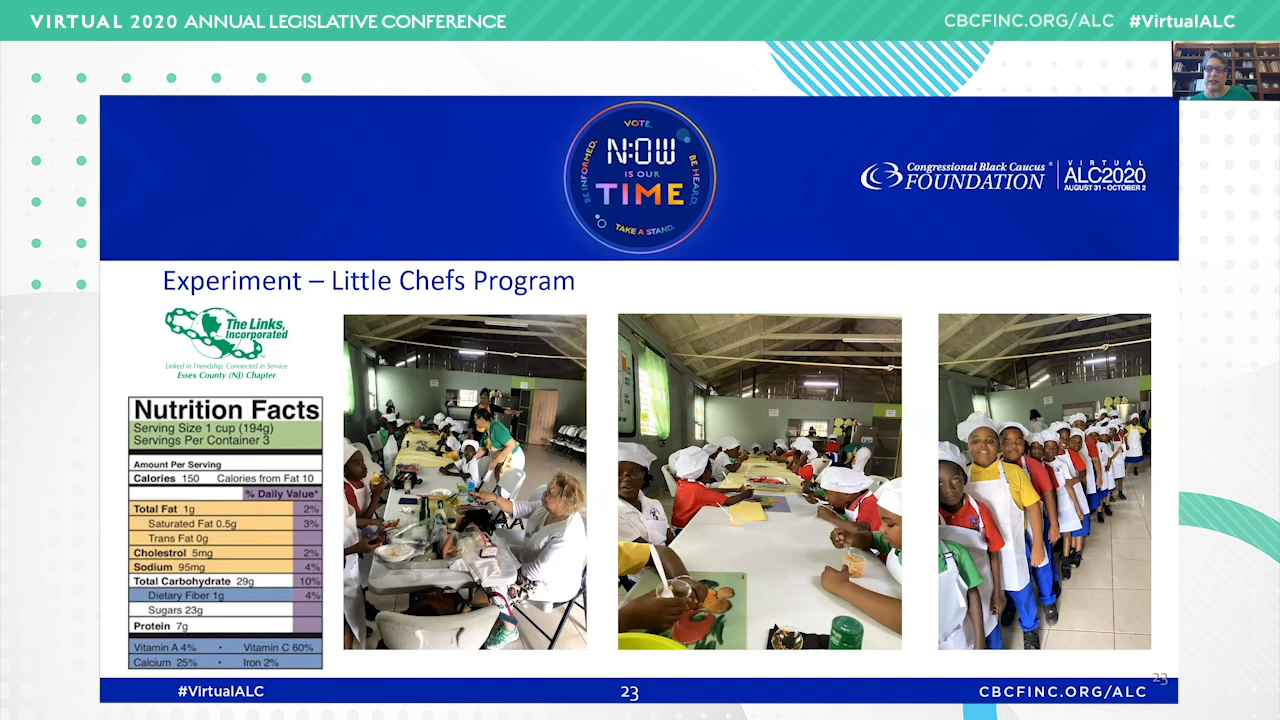 VIRTUAL 2020 ANNUAL LEGISLATIVE CONFERENCE
CBCFINC.ORG/ALC #VirtualALC
VOTE.
BE INFORMED.
N:OW
IS OUR
TIME
BE HEARD.
TAKE A STAND.
Congressional Black Caucus
FOUNDATION
VIRTUAL
ALC2020
AUGUST 31 - OCTOBER 2
Experiment – Little Chefs Program
The Links,
Incorporated
Linked in Friendship, Connected in Service
Essex County (NJ) Chapter
Nutrition Facts
Serving Size 1 cup (194g)
Servings Per Container 3
Amount Per Serving
Calories 150 Calories from Fat 10
% Daily Value*
Total Fat 1g 2%
Saturated Fat 0.5g 3%
Trans Fat 0g
Cholestrol 5mg 2%
Sodium 95mg 4%
Total Carbohydrate 29g 10%
Dietary Fiber 1g 4%
Sugars 23g
Protein 7g
Vitamin A 4% • Vitamin C 60%
Calcium 25% • Iron 2%
23
#VirtualALC 23 CBCFINC.ORG/ALC